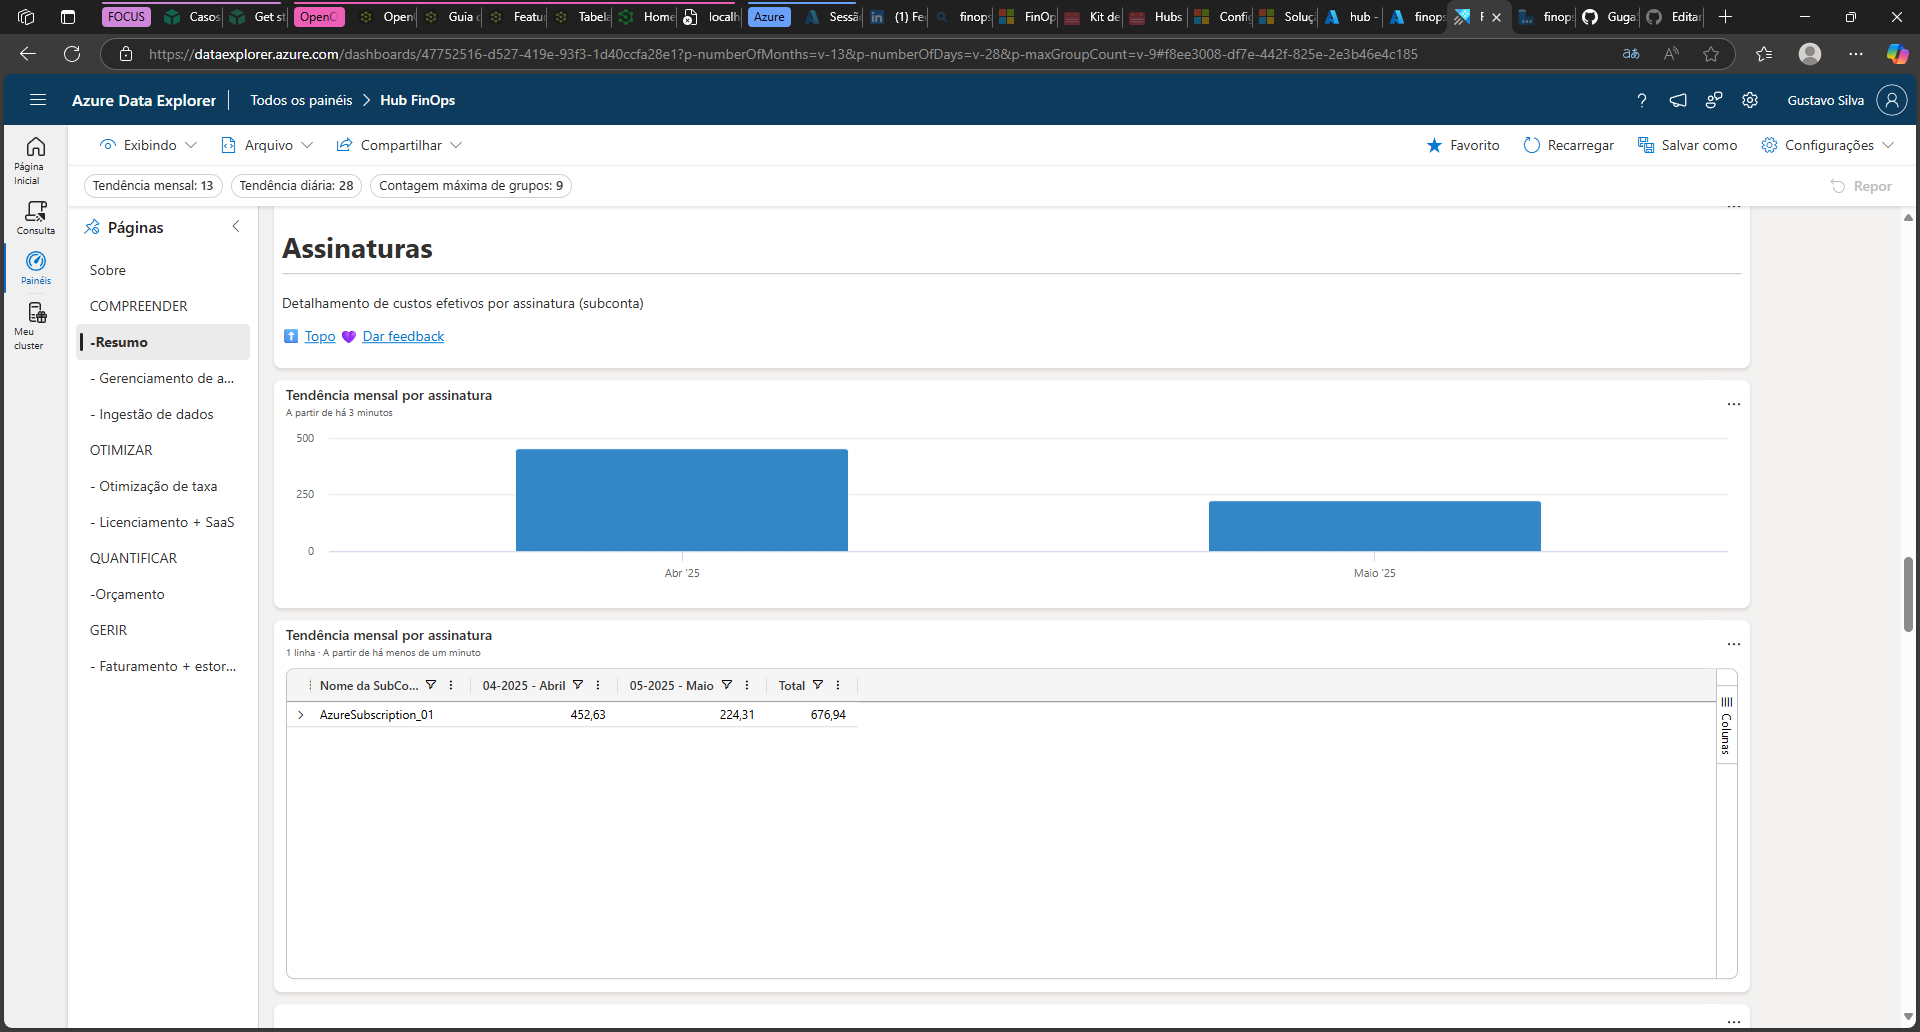 FOCUS
Casos
Get st
OpenC
Open
Guia c
Featur
Tabela
Home
localh
Azure
Sessã
(1) Fe
finops
FinOp
Kit de
Hubs
Config
Soluç
hub -
finops
F
finop
Guga
Editar
https://dataexplorer.azure.com/dashboards/47752516-d527-419e-93f3-1d40ccfa28e1?p-numberOfMonths=v-13&p-numberOfDays=v-28&p-maxGroupCount=v-9#f8ee3008-df7e-442f-825e-2e3b46e4c185
Azure Data Explorer
Todos os painéis > Hub FinOps
Gustavo Silva
Página Inicial
Consulta
Painéis
Meu cluster
Exibindo
Arquivo
Compartilhar
Favorito
Recarregar
Salvar como
Configurações
Tendência mensal: 13
Tendência diária: 28
Contagem máxima de grupos: 9
Repor
Páginas
Sobre
COMPREENDER
-Resumo
- Gerenciamento de a...
- Ingestão de dados
OTIMIZAR
- Otimização de taxa
- Licenciamento + SaaS
QUANTIFICAR
-Orçamento
GERIR
- Faturamento + estor...
Assinaturas
Detalhamento de custos efetivos por assinatura (subconta)
Topo 💜 Dar feedback
Tendência mensal por assinatura
A partir de há 3 minutos
500
250
0
Abr '25
Maio '25
Tendência mensal por assinatura
1 linha · A partir de há menos de um minuto
Nome da SubCo...
04-2025 - Abril
05-2025 - Maio
Total
AzureSubscription_01
452,63
224,31
676,94
Colunas